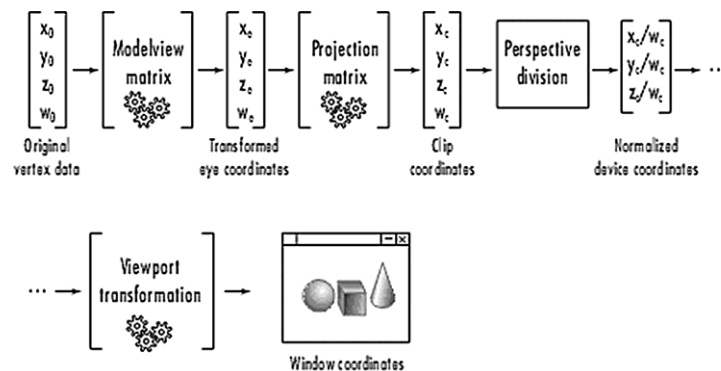 x0
y0
z0
w0
Modelview
matrix
xe
ye
ze
we
Projection
matrix
xc
yc
zc
wc
Perspective
division
xc/wc
yc/wc
zc/wc
...
Original
vertex data
Transformed
eye coordinates
Clip
coordinates
Normalized
device coordinates
...
Viewport
transformation
Window coordinates